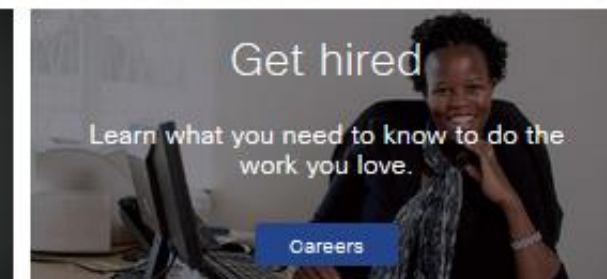 Get hired
Learn what you need to know to do the
work you love.
Careers